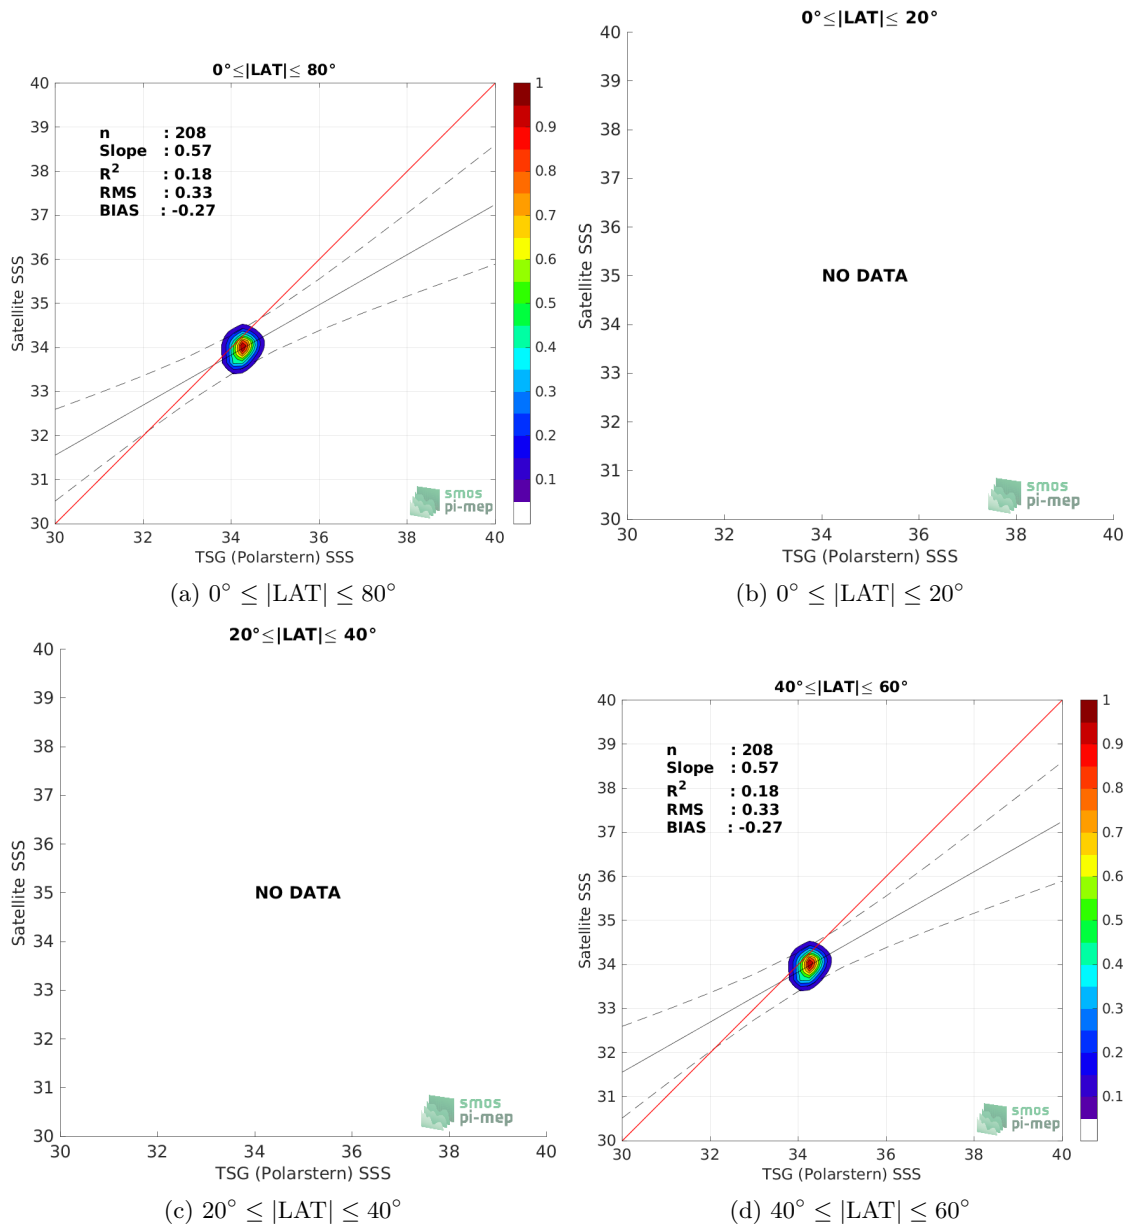 0°≤|LAT|≤ 80°
40
39
38
37
36
35
34
33
32
31
30
Satellite SSS
n : 208
Slope : 0.57
R² : 0.18
RMS : 0.33
BIAS : -0.27
smos
pi-mep
30 32 34 36 38 40
TSG (Polarstern) SSS
1
0.9
0.8
0.7
0.6
0.5
0.4
0.3
0.2
0.1
(a) 0° ≤ |LAT| ≤ 80°
0°≤|LAT|≤ 20°
40
39
38
37
36
35
34
33
32
31
30
Satellite SSS
NO DATA
smos
pi-mep
30 32 34 36 38 40
TSG (Polarstern) SSS
(b) 0° ≤ |LAT| ≤ 20°
20°≤|LAT|≤ 40°
40
39
38
37
36
35
34
33
32
31
30
Satellite SSS
NO DATA
smos
pi-mep
30 32 34 36 38 40
TSG (Polarstern) SSS
(c) 20° ≤ |LAT| ≤ 40°
40°≤|LAT|≤ 60°
40
39
38
37
36
35
34
33
32
31
30
Satellite SSS
n : 208
Slope : 0.57
R² : 0.18
RMS : 0.33
BIAS : -0.27
smos
pi-mep
30 32 34 36 38 40
TSG (Polarstern) SSS
1
0.9
0.8
0.7
0.6
0.5
0.4
0.3
0.2
0.1
(d) 40° ≤ |LAT| ≤ 60°